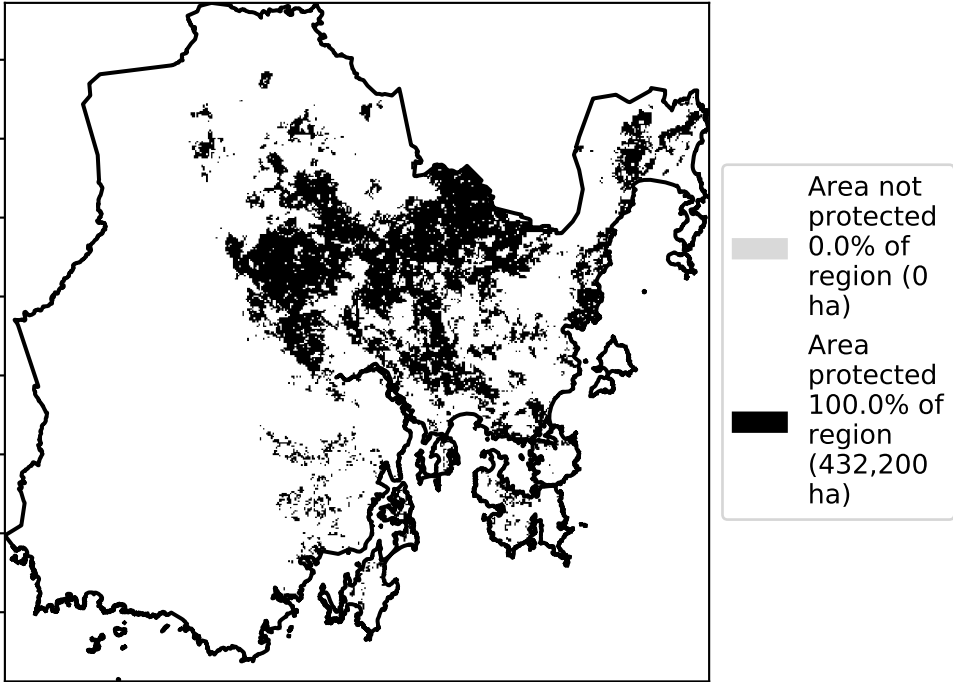 Area not
protected
0.0% of
region (0
ha)
Area
protected
100.0% of
region
(432,200
ha)